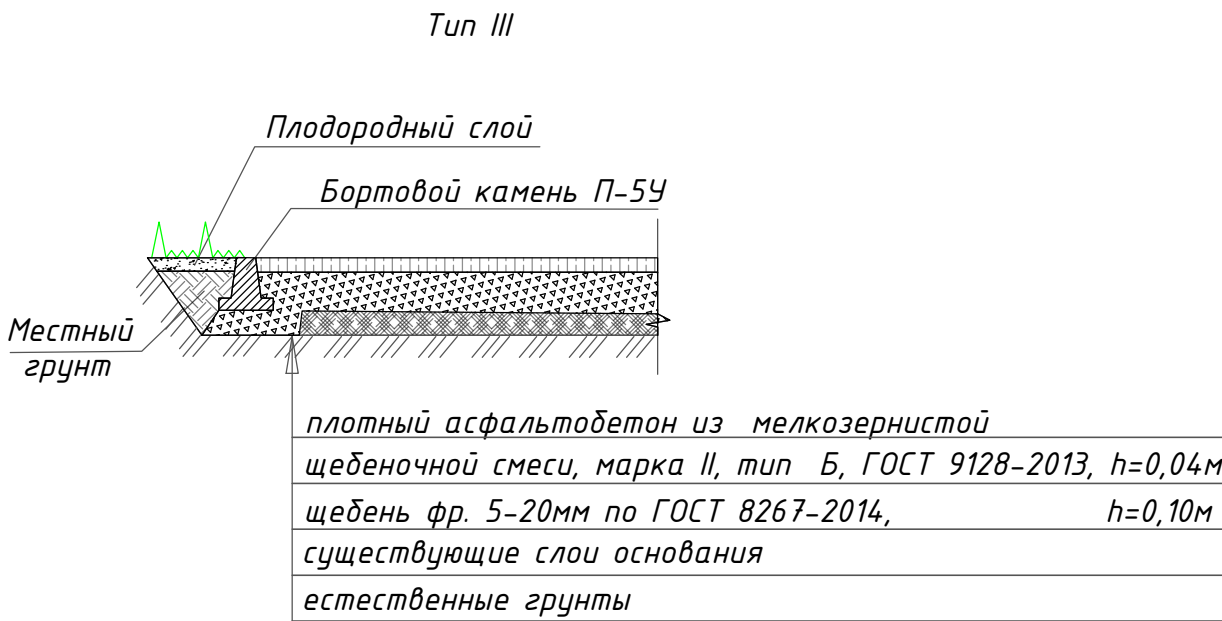 Тип III
Плодородный слой
Бортовой камень П-5У
Местный
грунт
плотный асфальтобетон из мелкозернистой
щебеночной смеси, марка II, тип Б, ГОСТ 9128-2013, h=0,04м
щебень фр. 5-20мм по ГОСТ 8267-2014, h=0,10м
существующие слои основания
естественные грунты